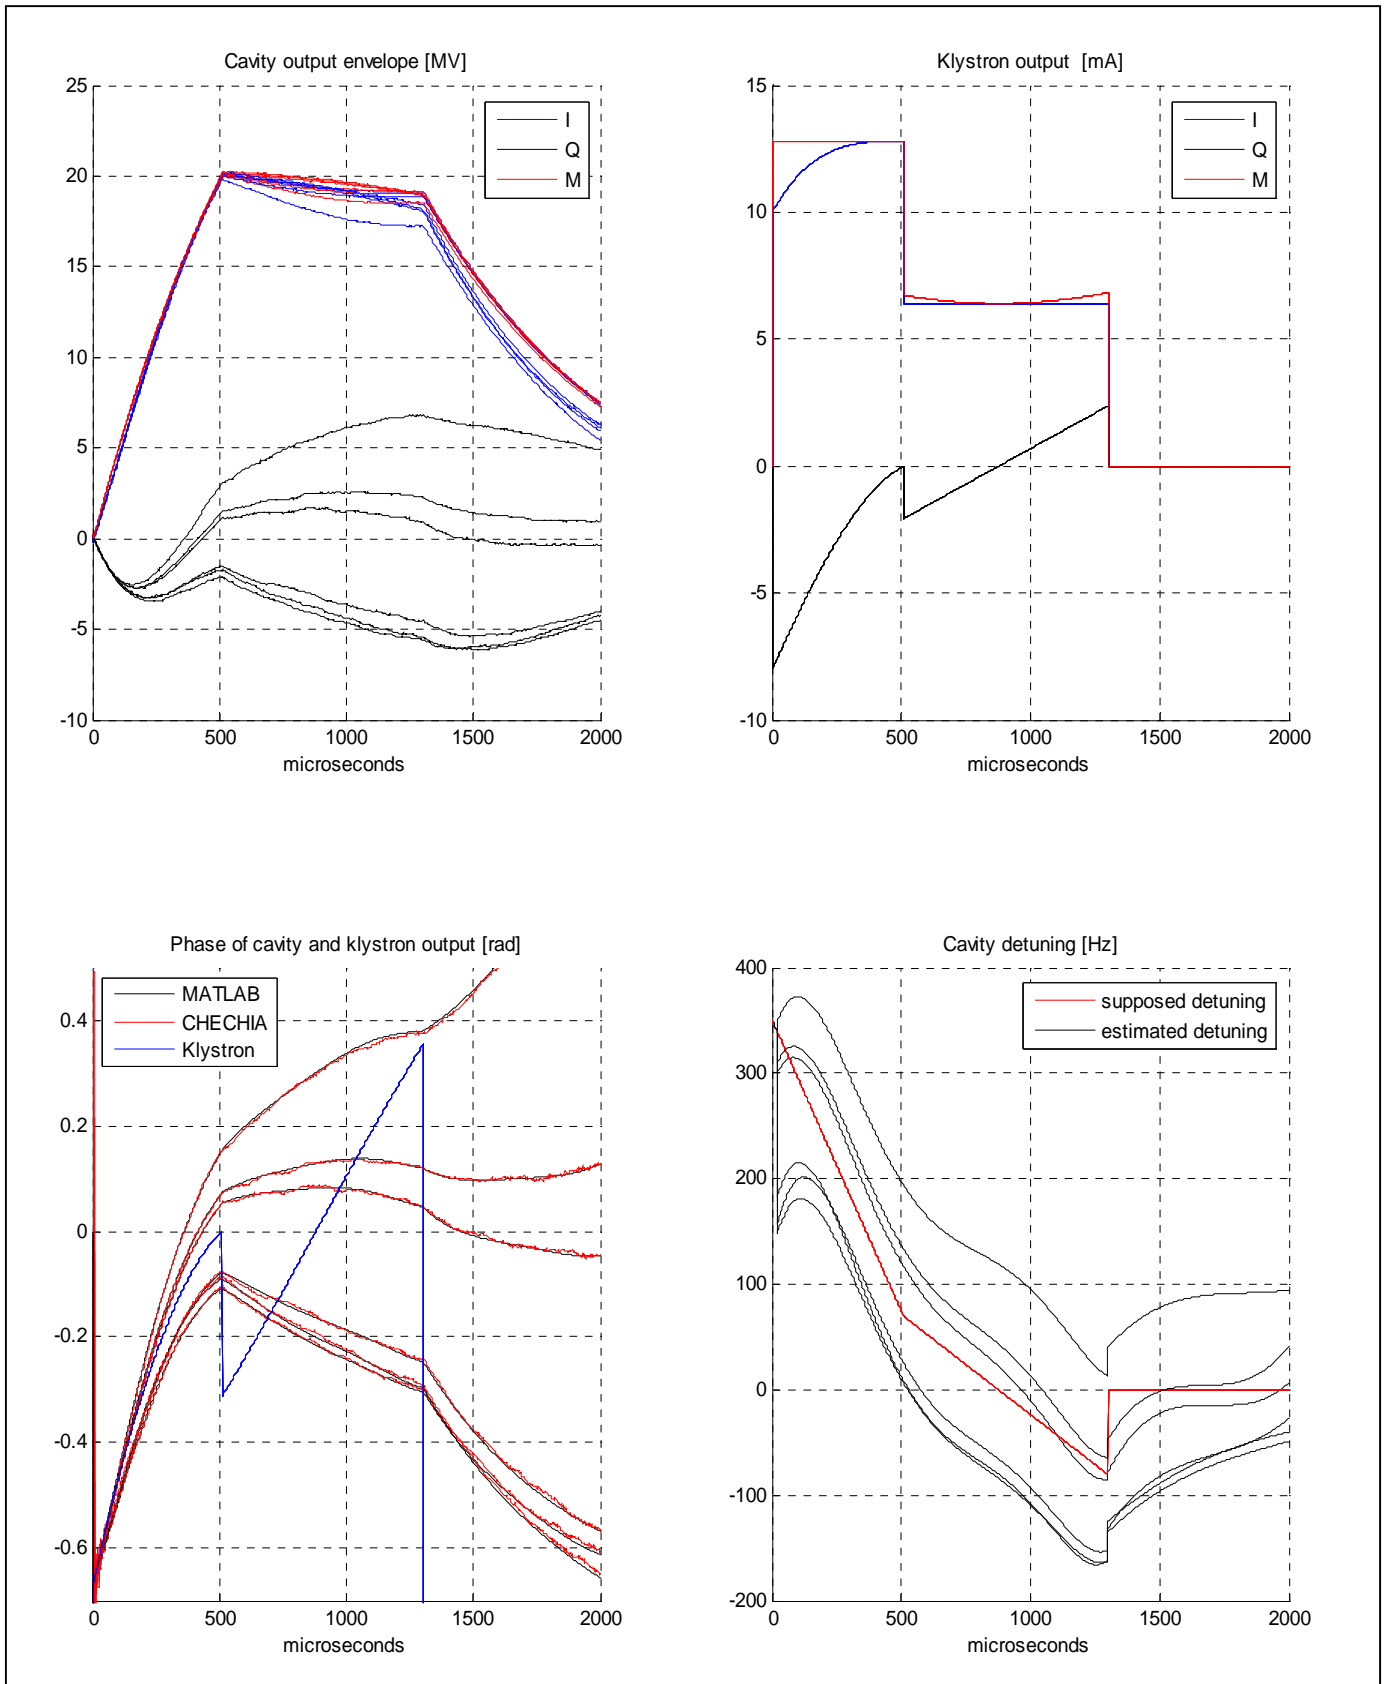 Cavity output envelope [MV]
25
20
15
10
5
0
-5
-10
0 500 1000 1500 2000
microseconds
I
Q
M
Klystron output [mA]
15
10
5
0
-5
-10
0 500 1000 1500 2000
microseconds
I
Q
M
Phase of cavity and klystron output [rad]
0.4
0.2
0
-0.2
-0.4
-0.6
0 500 1000 1500 2000
microseconds
MATLAB
CHECHIA
Klystron
Cavity detuning [Hz]
400
300
200
100
0
-100
-200
0 500 1000 1500 2000
microseconds
supposed detuning
estimated detuning